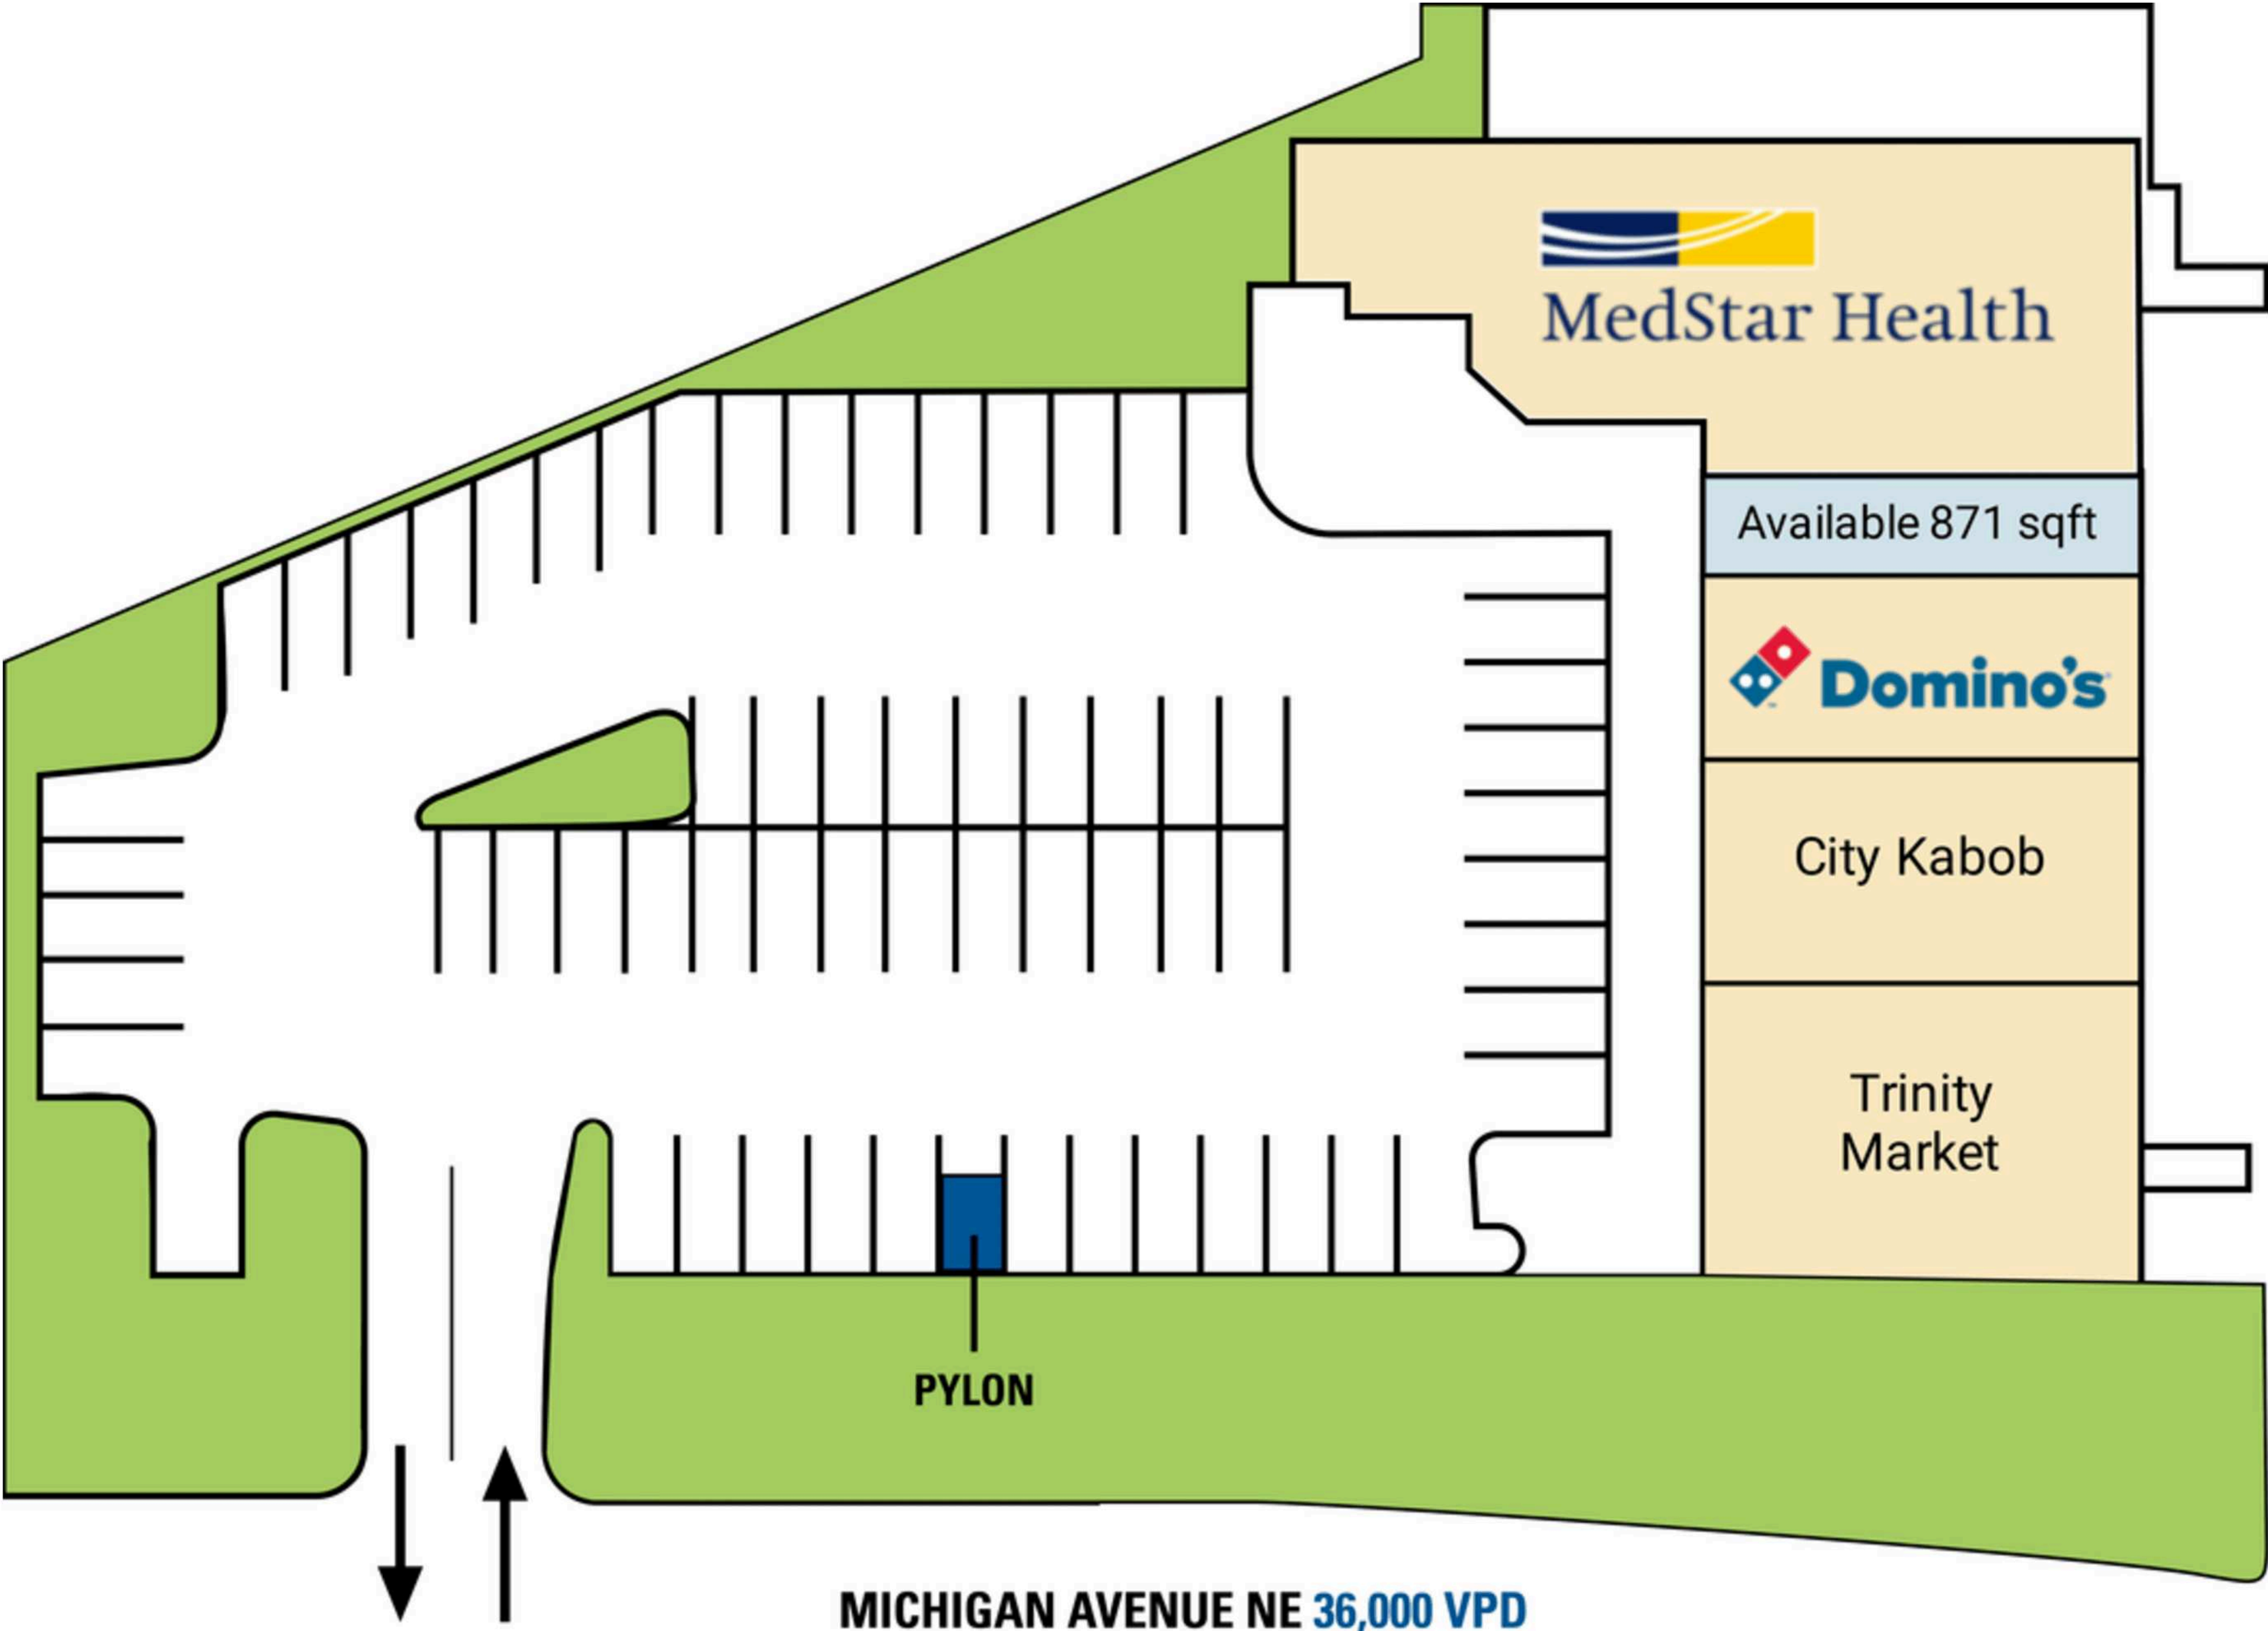 MedStar Health
Available 871 sqft
Domino's
City Kabob
Trinity
Market
PYLON
MICHIGAN AVENUE NE 36,000 VPD